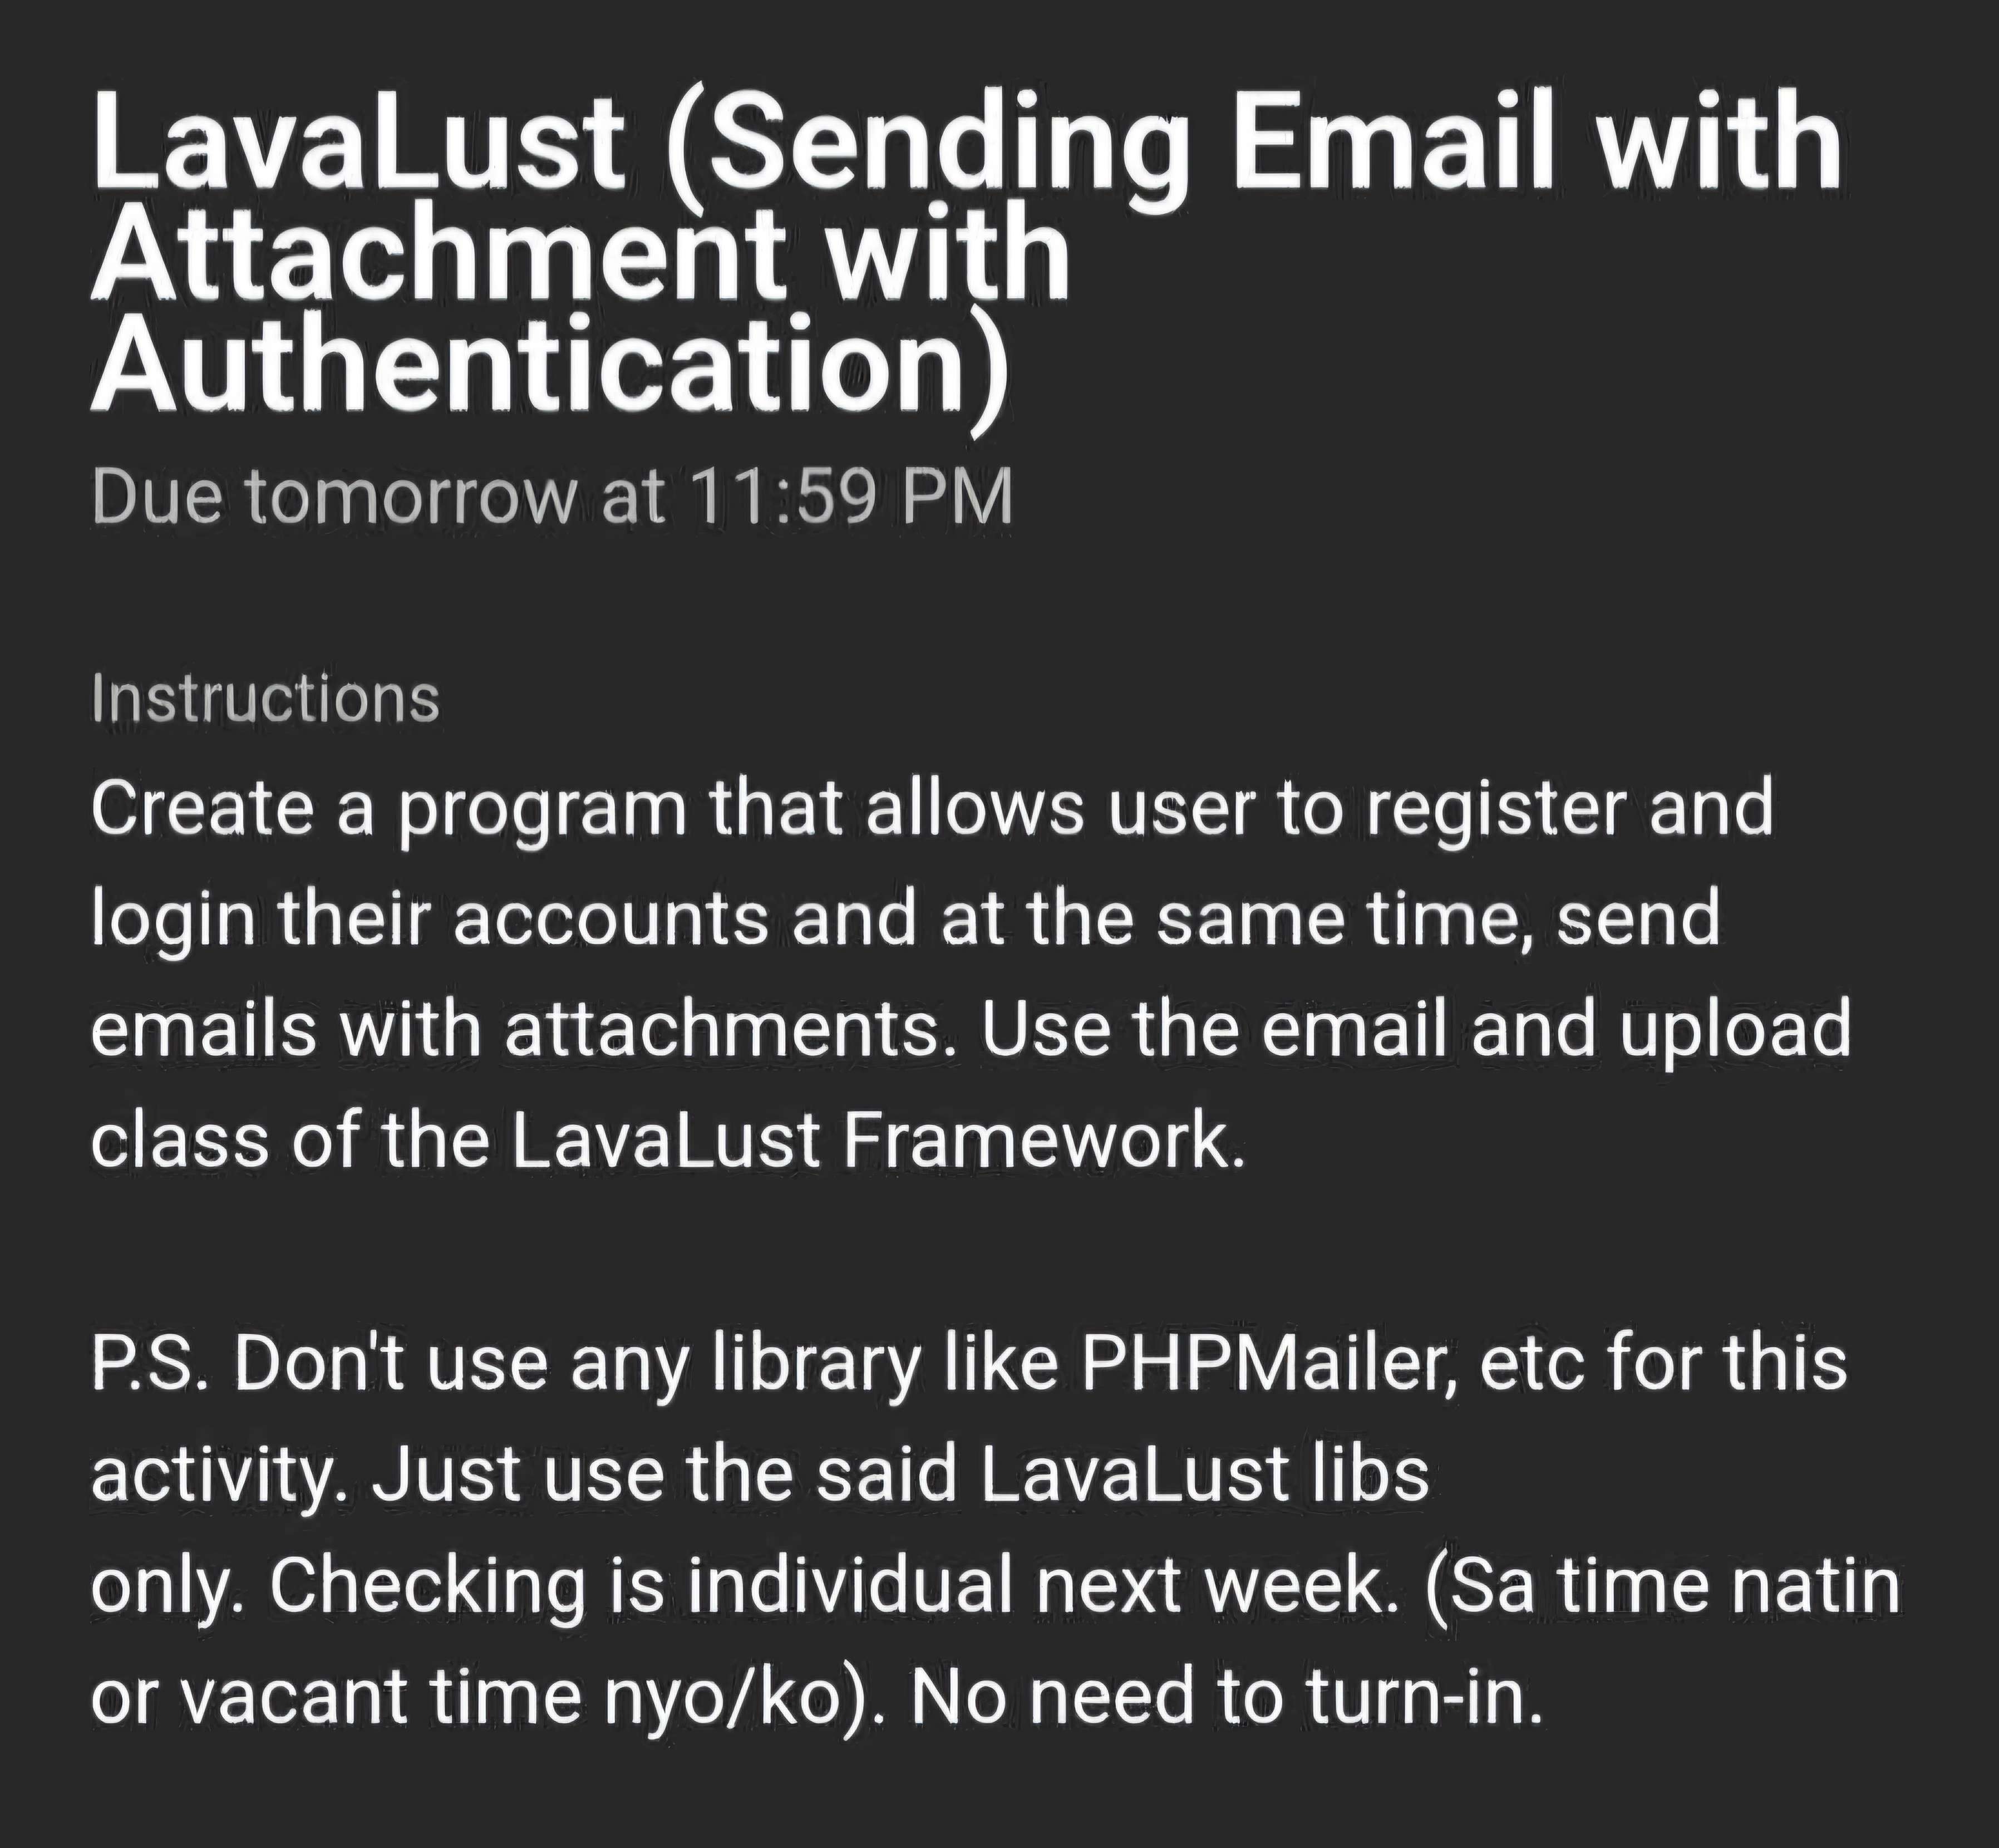 LavaLust (Sending Email with
Attachment with
Authentication)
Due tomorrow at 11:59 PM
Instructions
Create a program that allows user to register and
login their accounts and at the same time, send
emails with attachments. Use the email and upload
class of the LavaLust Framework.
P.S. Don't use any library like PHPMailer, etc for this
activity. Just use the said LavaLust libs
only. Checking is individual next week. (Sa time natin
or vacant time nyo/ko). No need to turn-in.